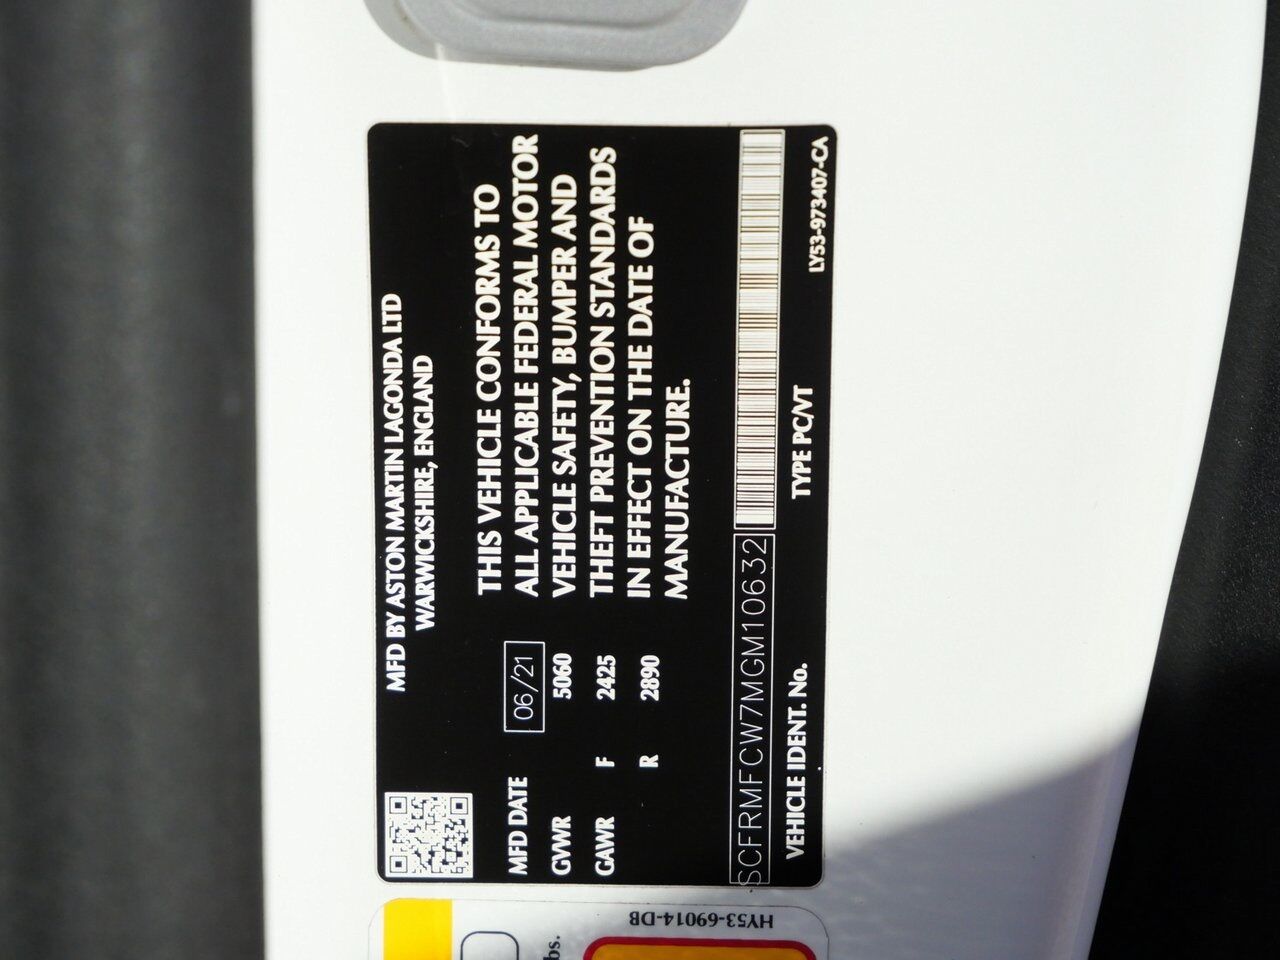 MFD BY ASTON MARTIN LAGONDA LTD
WARWICKSHIRE, ENGLAND
MFD DATE 06/21
GVWR 5060
GAWR F 2425
R 2890
THIS VEHICLE CONFORMS TO
ALL APPLICABLE FEDERAL MOTOR
VEHICLE SAFETY, BUMPER AND
THEFT PREVENTION STANDARDS
IN EFFECT ON THE DATE OF
MANUFACTURE.
SCFRMFCW7MGM10632
VEHICLE IDENT. No. TYPE PC/VT
LY53-973407-CA
HY53-69014-DB
bs.